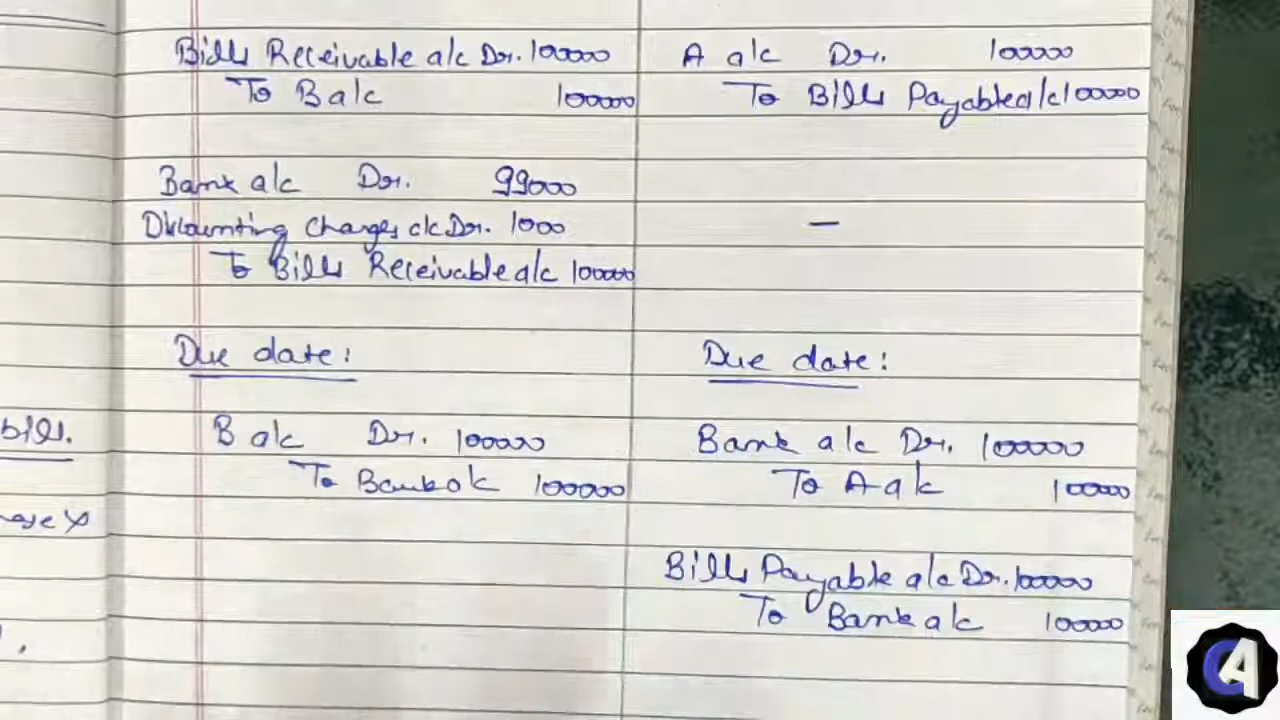 Bills Receivable a/c Dr. 100000
To B a/c 100000
Bank a/c Dr. 99000
Discounting Charges a/c Dr. 1000
To Bills Receivable a/c 100000
Due date:
B a/c Dr. 100000
To Bank a/c 100000
A a/c Dr. 100000
To Bills Payable a/c 100000
—
Due date:
Bank a/c Dr. 100000
To A a/c 100000
Bills Payable a/c Dr. 100000
To Bank a/c 100000
bills.
CA